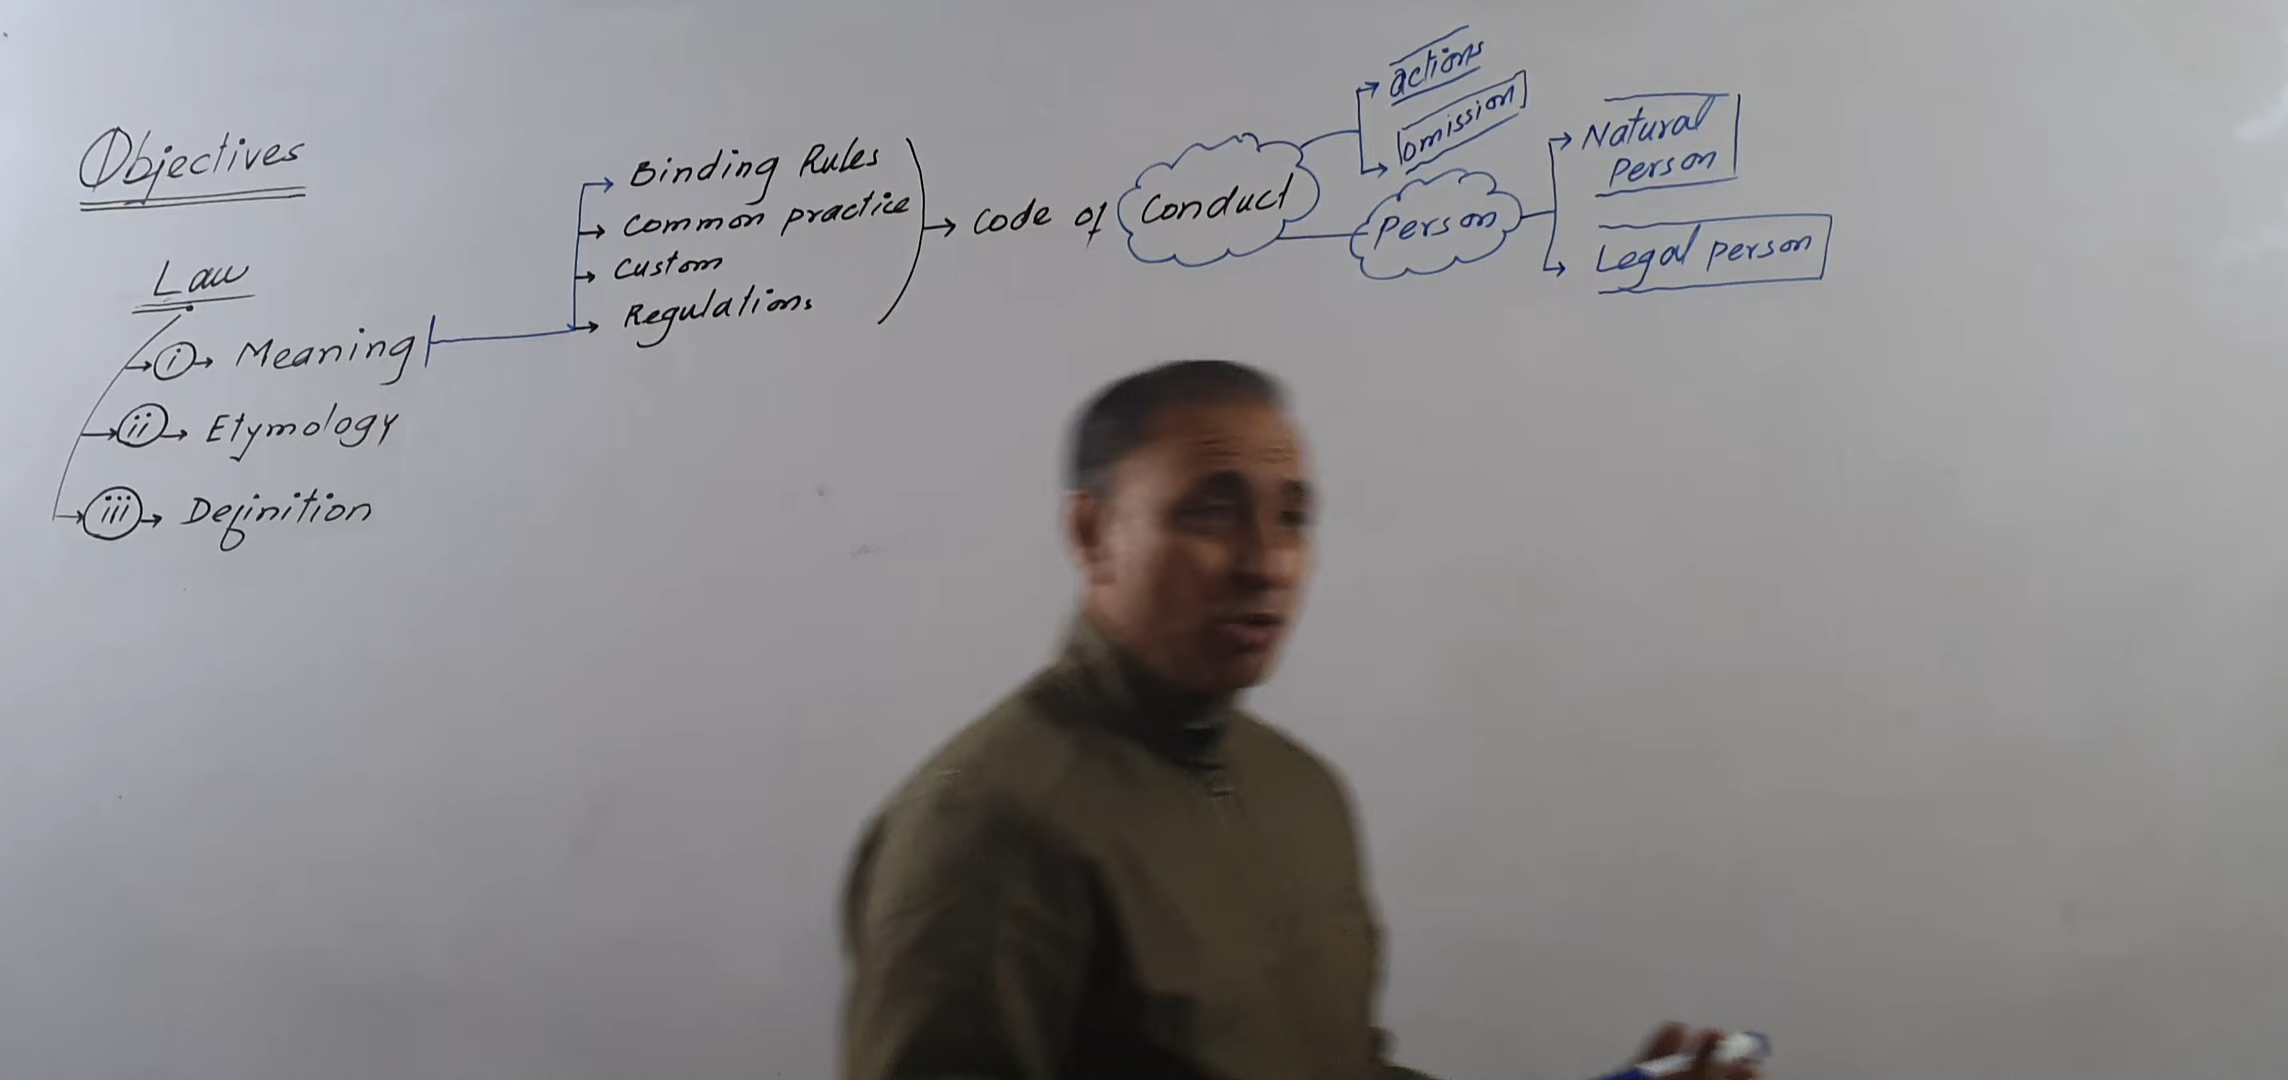 Objectives
Law
i → Meaning
ii → Etymology
iii → Definition
Binding Rules
Common practice
Custom
Regulations
→ Code of Conduct
actions
omission
Person
Natural
Person
Legal person